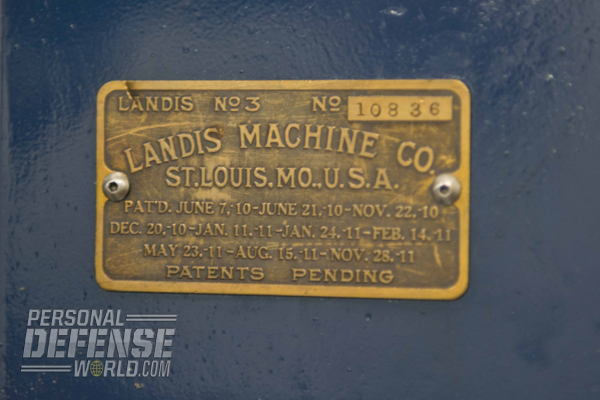 LANDIS No 3 No 10836
LANDIS MACHINE CO.
ST. LOUIS, MO., U.S.A.
PAT'D. JUNE 7,-10-JUNE 21,-10-NOV. 22,-10
DEC. 20,-10-JAN. 11,-11-JAN. 24,-11-FEB. 14,-11
MAY 23,-11-AUG. 15,-11-NOV. 28,-11
PATENTS PENDING
PERSONAL
DEFENSE
WORLD.COM